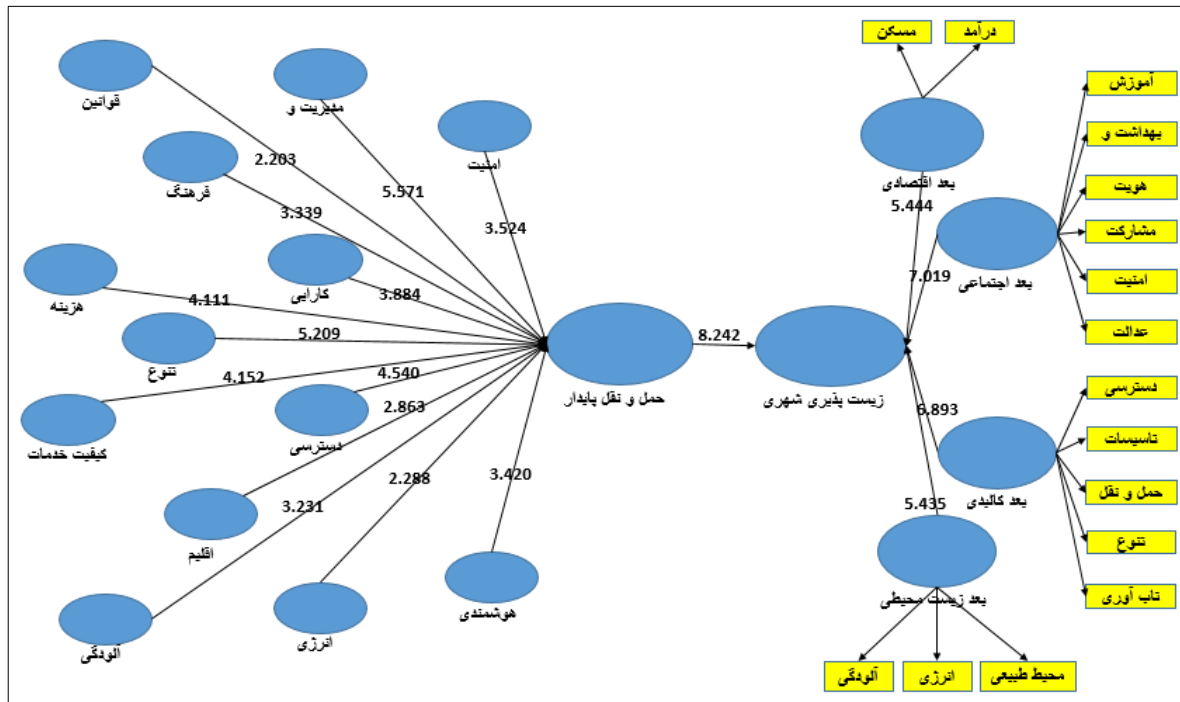 مسکن
درآمد
قوانین
مدیریت و
امنیت
فرهنگ
کارایی
هزینه
تنوع
کیفیت خدمات
دسترسی
اقلیم
آلودگی
انرژی
هوشمندی
2.203
5.571
3.524
3.339
3.884
4.111
5.209
4.152
4.540
2.863
3.231
2.288
3.420
حمل و نقل پایدار
8.242
زیست پذیری شهری
بعد اقتصادی
5.444
بعد اجتماعی
7.019
بعد کالبدی
6.893
بعد زیست محیطی
5.435
آموزش
بهداشت و
هویت
مشارکت
امنیت
عدالت
دسترسی
تاسیسات
حمل و نقل
تنوع
تاب آوری
آلودگی
انرژی
محیط طبیعی